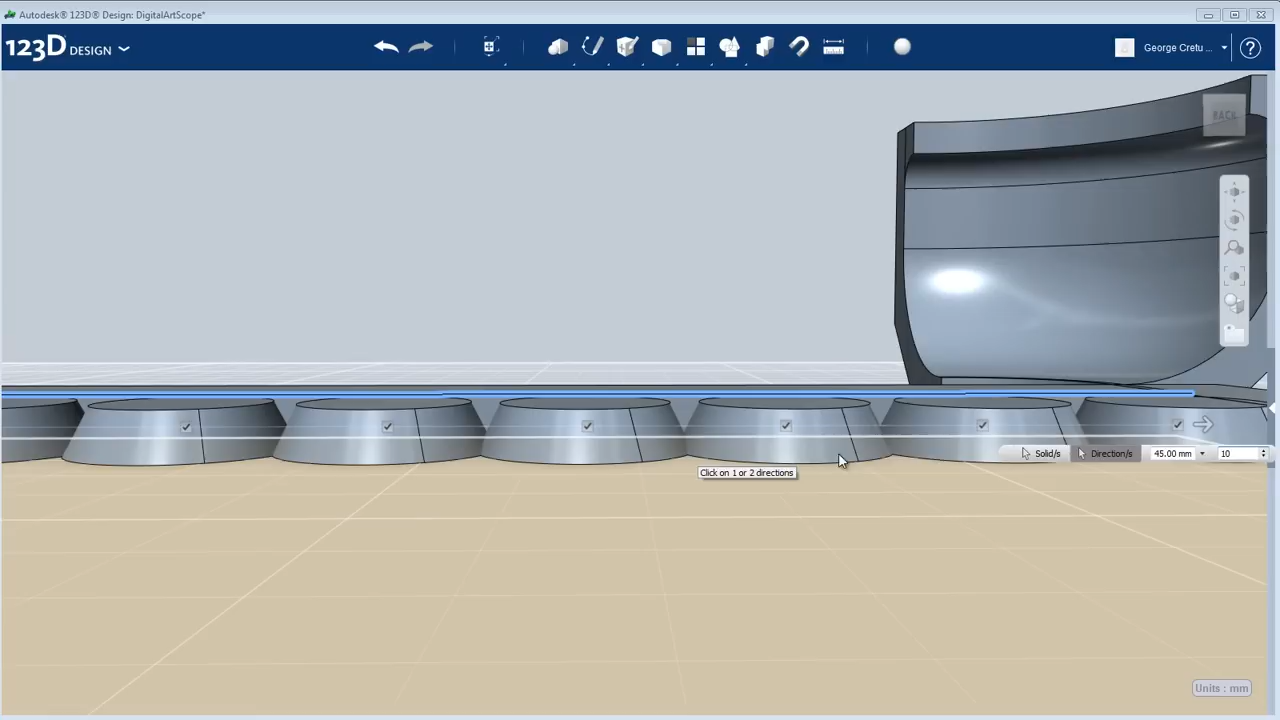 Autodesk® 123D® Design: DigitalArtScope*
123D DESIGN
George Cretu ...
BACK
Solid/s
Direction/s
45.00 mm
10
Click on 1 or 2 directions
Units : mm